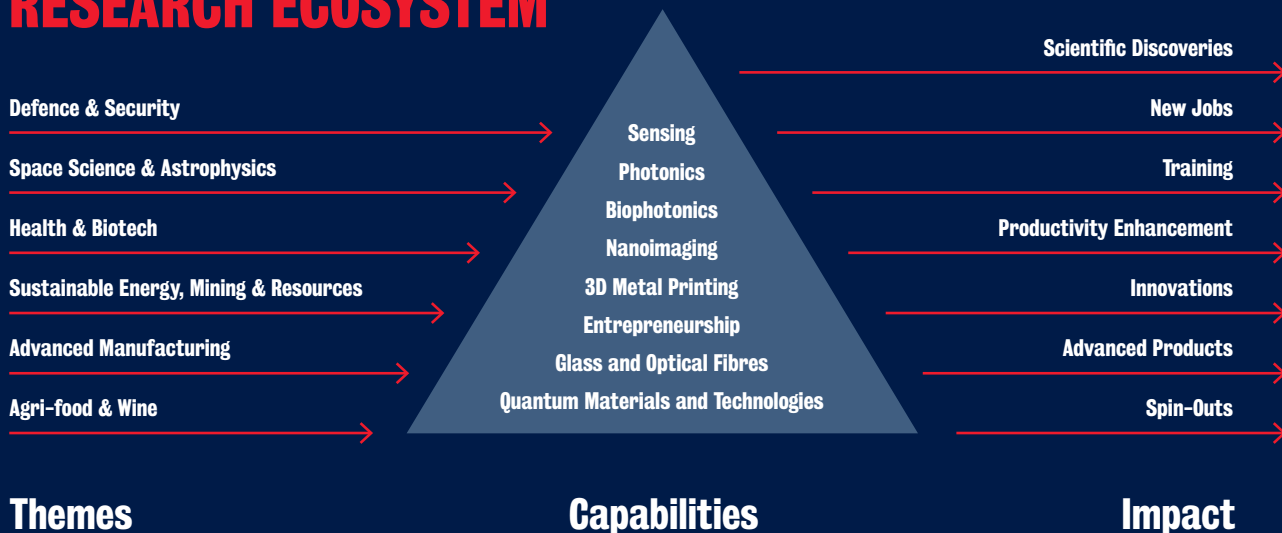 RESEARCH ECOSYSTEM
Defence & Security
Space Science & Astrophysics
Health & Biotech
Sustainable Energy, Mining & Resources
Advanced Manufacturing
Agri-food & Wine
Themes
Sensing
Photonics
Biophotonics
Nanoimaging
3D Metal Printing
Entrepreneurship
Glass and Optical Fibres
Quantum Materials and Technologies
Capabilities
Scientific Discoveries
New Jobs
Training
Productivity Enhancement
Innovations
Advanced Products
Spin-Outs
Impact